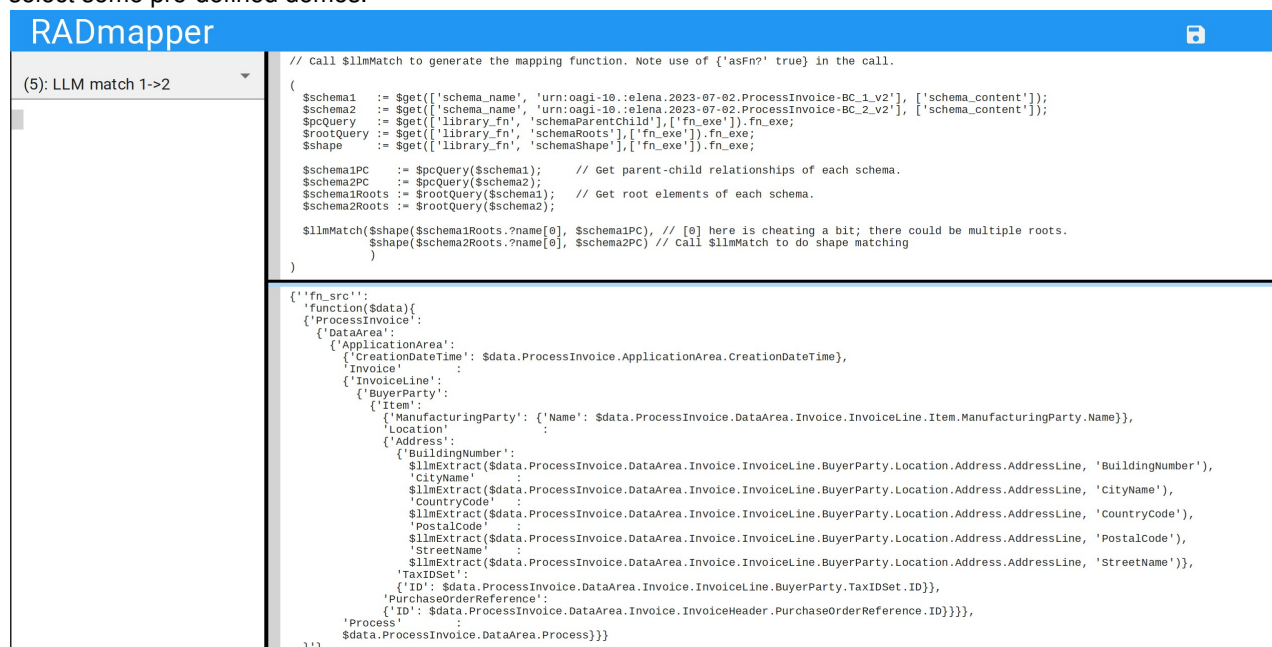 select some pre-defined demos.
RADmapper
(5): LLM match 1->2
// Call $llmMatch to generate the mapping function. Note use of {'asFn?' true} in the call.
(
$schema1 := $get(['schema_name', 'urn:oagi-10.:elena.2023-07-02.ProcessInvoice-BC_1_v2'], ['schema_content']);
$schema2 := $get(['schema_name', 'urn:oagi-10.:elena.2023-07-02.ProcessInvoice-BC_2_v2'], ['schema_content']);
$pcQuery := $get(['library_fn', 'schemaParentChild'],['fn_exe']).fn_exe;
$rootQuery := $get(['library_fn', 'schemaRoots'],['fn_exe']).fn_exe;
$shape := $get(['library_fn', 'schemaShape'],['fn_exe']).fn_exe;
$schema1PC := $pcQuery($schema1); // Get parent-child relationships of each schema.
$schema2PC := $pcQuery($schema2);
$schema1Roots := $rootQuery($schema1); // Get root elements of each schema.
$schema2Roots := $rootQuery($schema2);
$llmMatch($shape($schema1Roots.?name[0], $schema1PC), // [0] here is cheating a bit; there could be multiple roots.
$shape($schema2Roots.?name[0], $schema2PC) // Call $llmMatch to do shape matching
)
)
{''fn_src'':
'function($data){
{'ProcessInvoice':
{'DataArea':
{'ApplicationArea':
{'CreationDateTime': $data.ProcessInvoice.ApplicationArea.CreationDateTime},
'Invoice' :
{'InvoiceLine':
{'BuyerParty':
{'Item':
{'ManufacturingParty': {'Name': $data.ProcessInvoice.DataArea.Invoice.InvoiceLine.Item.ManufacturingParty.Name}},
'Location' :
{'Address':
{'BuildingNumber':
$llmExtract($data.ProcessInvoice.DataArea.Invoice.InvoiceLine.BuyerParty.Location.Address.AddressLine, 'BuildingNumber'),
'CityName' :
$llmExtract($data.ProcessInvoice.DataArea.Invoice.InvoiceLine.BuyerParty.Location.Address.AddressLine, 'CityName'),
'CountryCode' :
$llmExtract($data.ProcessInvoice.DataArea.Invoice.InvoiceLine.BuyerParty.Location.Address.AddressLine, 'CountryCode'),
'PostalCode' :
$llmExtract($data.ProcessInvoice.DataArea.Invoice.InvoiceLine.BuyerParty.Location.Address.AddressLine, 'PostalCode'),
'StreetName' :
$llmExtract($data.ProcessInvoice.DataArea.Invoice.InvoiceLine.BuyerParty.Location.Address.AddressLine, 'StreetName')},
'TaxIDSet':
{'ID': $data.ProcessInvoice.DataArea.Invoice.InvoiceLine.BuyerParty.TaxIDSet.ID}},
'PurchaseOrderReference':
{'ID': $data.ProcessInvoice.DataArea.Invoice.InvoiceHeader.PurchaseOrderReference.ID}}}},
'Process' :
$data.ProcessInvoice.DataArea.Process}}}
}'}